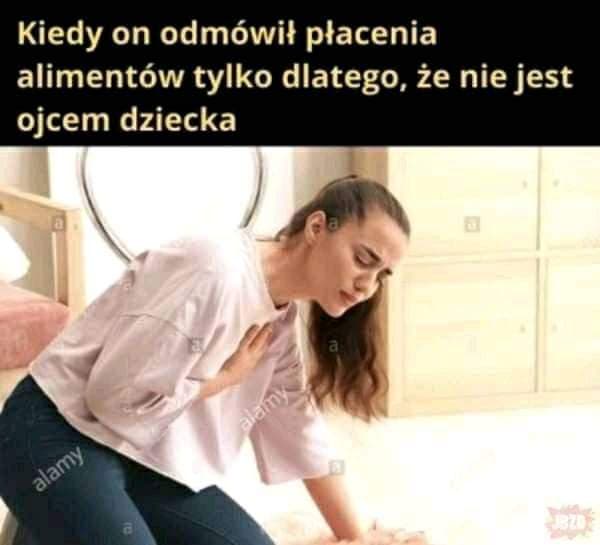 Kiedy on odmówił płacenia
alimentów tylko dlatego, że nie jest
ojcem dziecka
a
a
a
a
a
a
alamy
alamy
a
a
JBZD